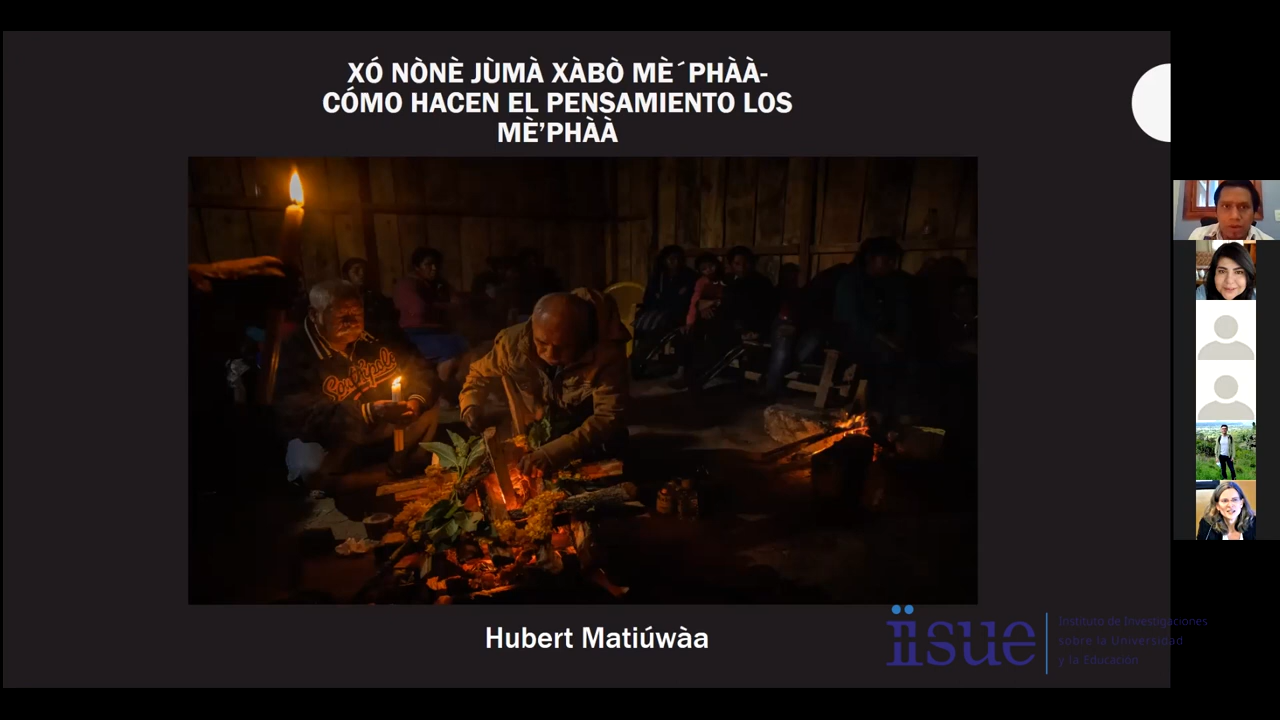 XÓ NÒNÈ JÙMÀ XÀBÒ MÈ´PHÀÀ-
CÓMO HACEN EL PENSAMIENTO LOS
MÈ’PHÀÀ
Hubert Matiúwàa
iisue
Instituto de Investigaciones
sobre la Universidad
y la Educación